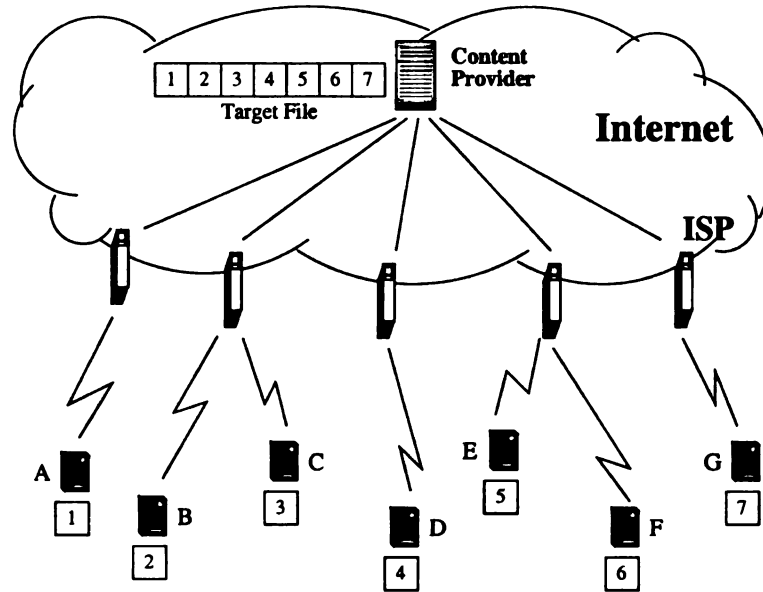 Content
Provider
1 2 3 4 5 6 7
Target File
Internet
ISP
A
1
B
2
C
3
D
4
E
5
F
6
G
7